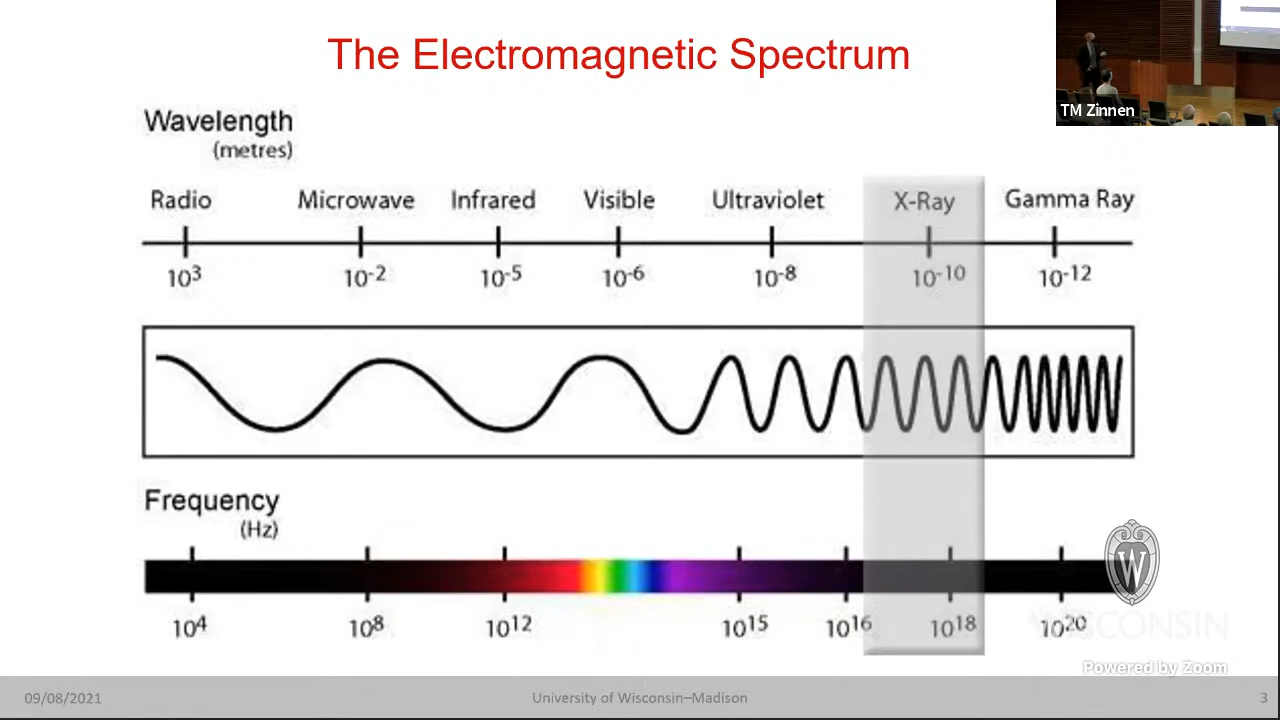 The Electromagnetic Spectrum
TM Zinnen
Wavelength
(metres)
Radio Microwave Infrared Visible Ultraviolet X-Ray Gamma Ray
10³ 10⁻² 10⁻⁵ 10⁻⁶ 10⁻⁸ 10⁻¹⁰ 10⁻¹²
Frequency
(Hz)
W
10⁴ 10⁸ 10¹² 10¹⁵ 10¹⁶ 10¹⁸ 10²⁰
WISCONSIN
Powered by Zoom
09/08/2021 University of Wisconsin–Madison 3